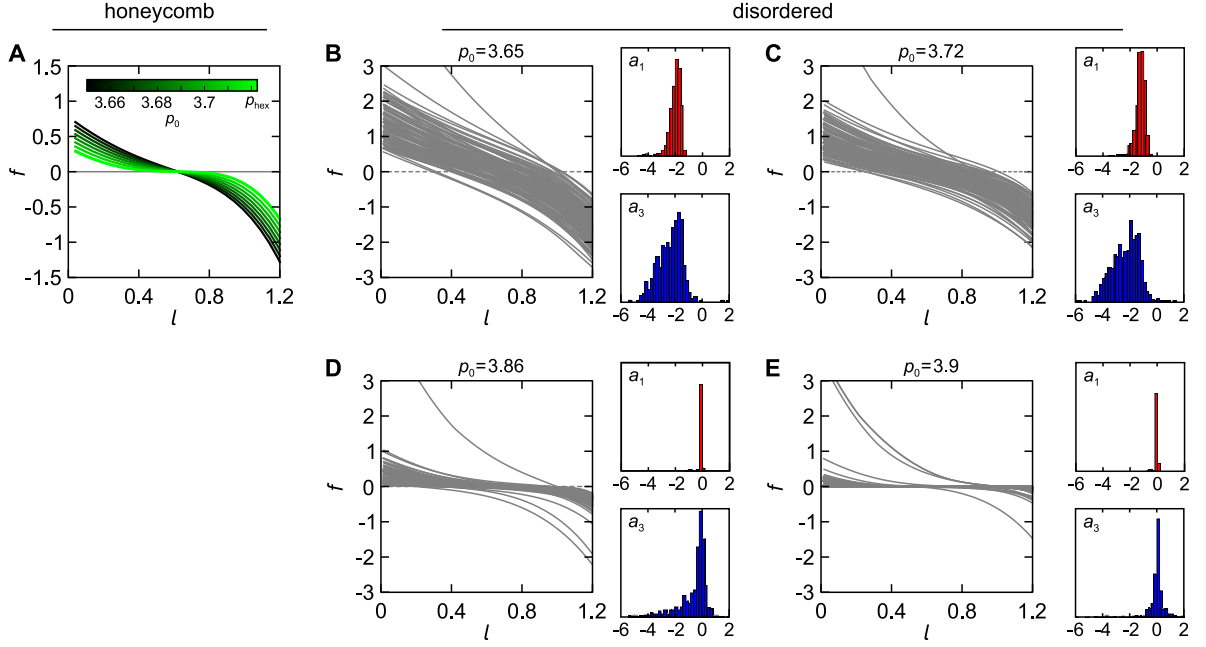 honeycomb
disordered
A
1.5
1
0.5
0
-0.5
-1
-1.5
3.66 3.68 3.7 phex
p0
f
0 0.4 0.8 1.2
l
B
p0=3.65
3
2
1
0
-1
-2
-3
f
0 0.4 0.8 1.2
l
a1
-6 -4 -2 0 2
a3
-6 -4 -2 0 2
C
p0=3.72
3
2
1
0
-1
-2
-3
f
0 0.4 0.8 1.2
l
a1
-6 -4 -2 0 2
a3
-6 -4 -2 0 2
D
p0=3.86
3
2
1
0
-1
-2
-3
f
0 0.4 0.8 1.2
l
a1
-6 -4 -2 0 2
a3
-6 -4 -2 0 2
E
p0=3.9
3
2
1
0
-1
-2
-3
f
0 0.4 0.8 1.2
l
a1
-6 -4 -2 0 2
a3
-6 -4 -2 0 2